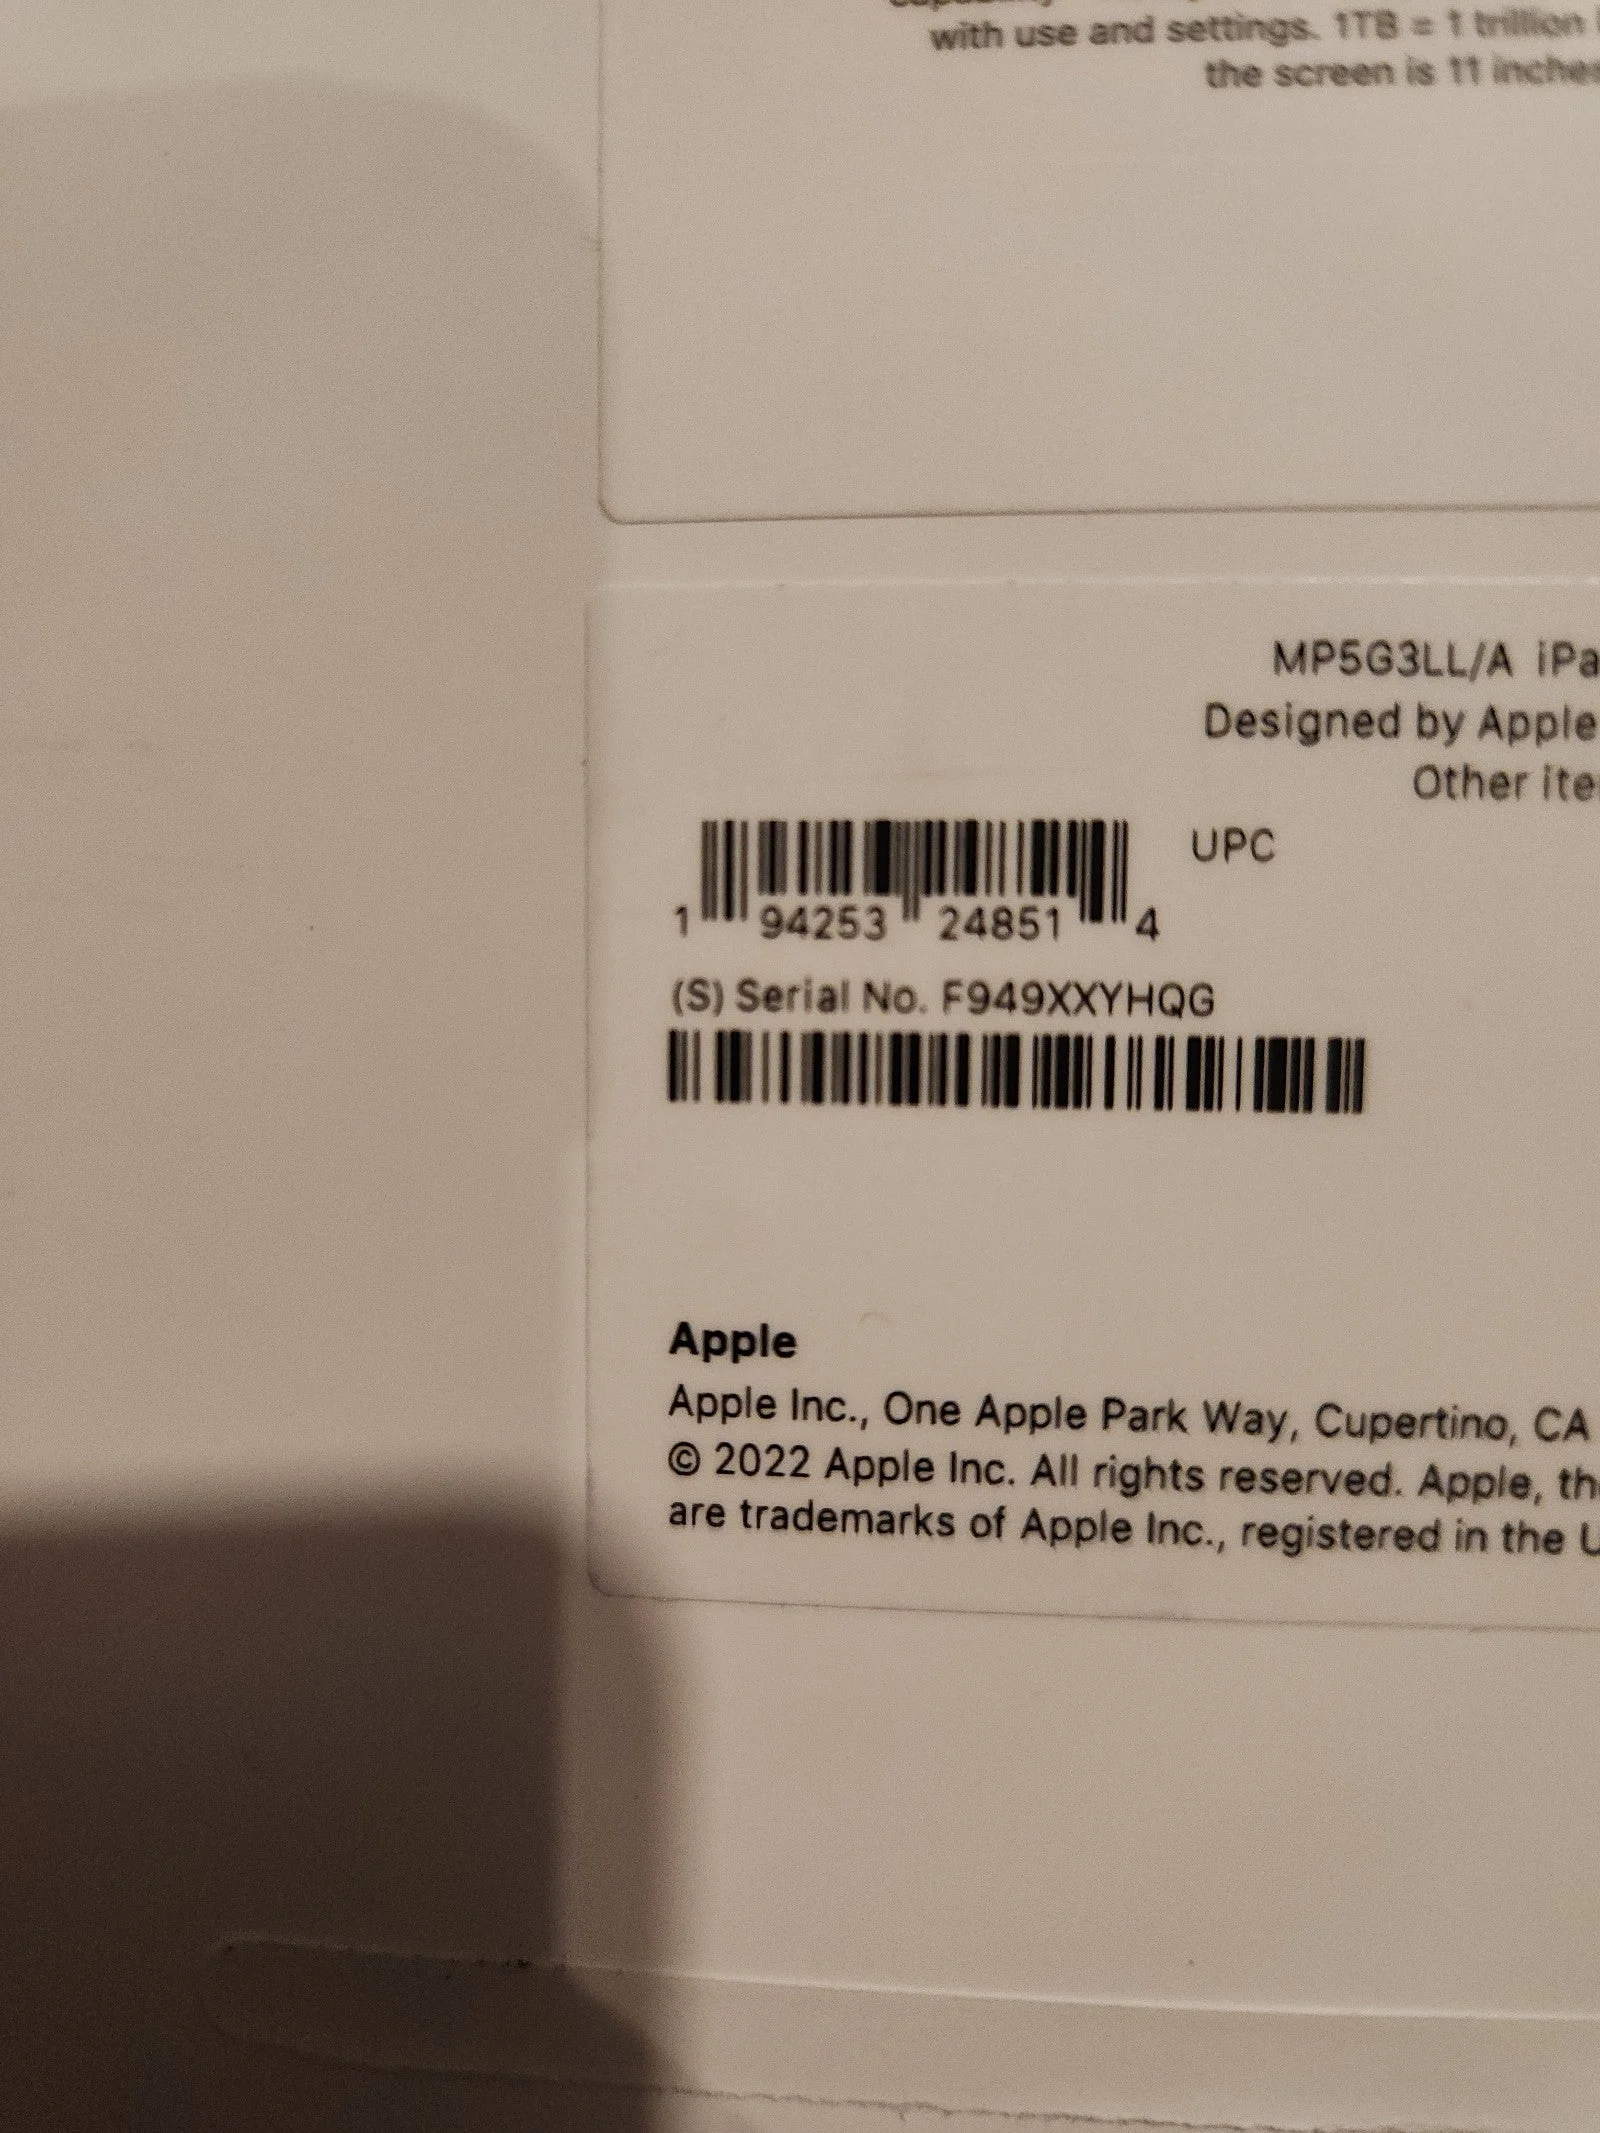 with use and settings. 1TB = 1 trillion
the screen is 11 inches
MP5G3LL/A iPa
Designed by Apple
Other ite
UPC
1 94253 24851 4
(S) Serial No. F949XXYHQG
Apple
Apple Inc., One Apple Park Way, Cupertino, CA
© 2022 Apple Inc. All rights reserved. Apple, th
are trademarks of Apple Inc., registered in the U